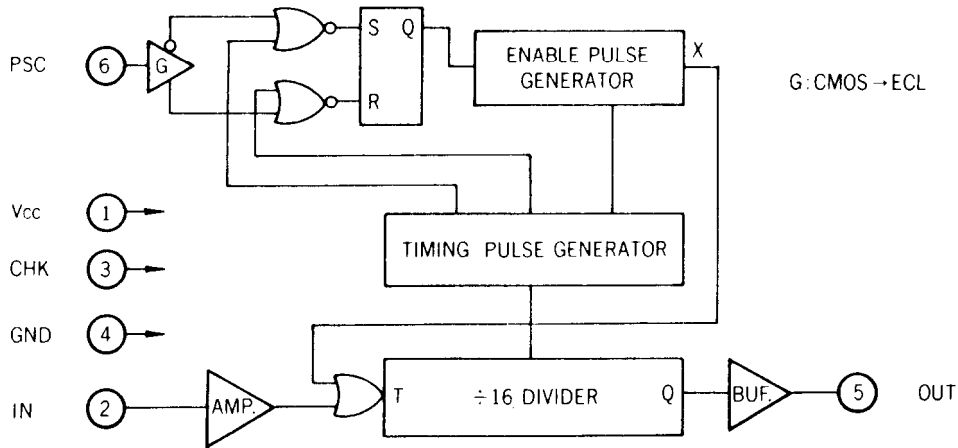 PSC 6 G S Q R
ENABLE PULSE
GENERATOR
X
G: CMOS → ECL
Vcc 1
CHK 3
GND 4
TIMING PULSE GENERATOR
IN 2 AMP. T ÷16 DIVIDER Q BUF. 5 OUT